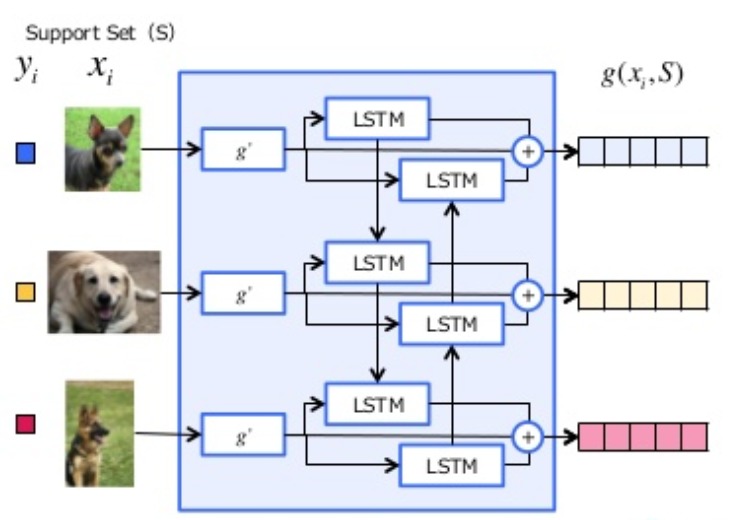 Support Set (S)
y_i x_i g(x_i, S)
LSTM
g' +
LSTM
LSTM
g' +
LSTM
LSTM
g' +
LSTM